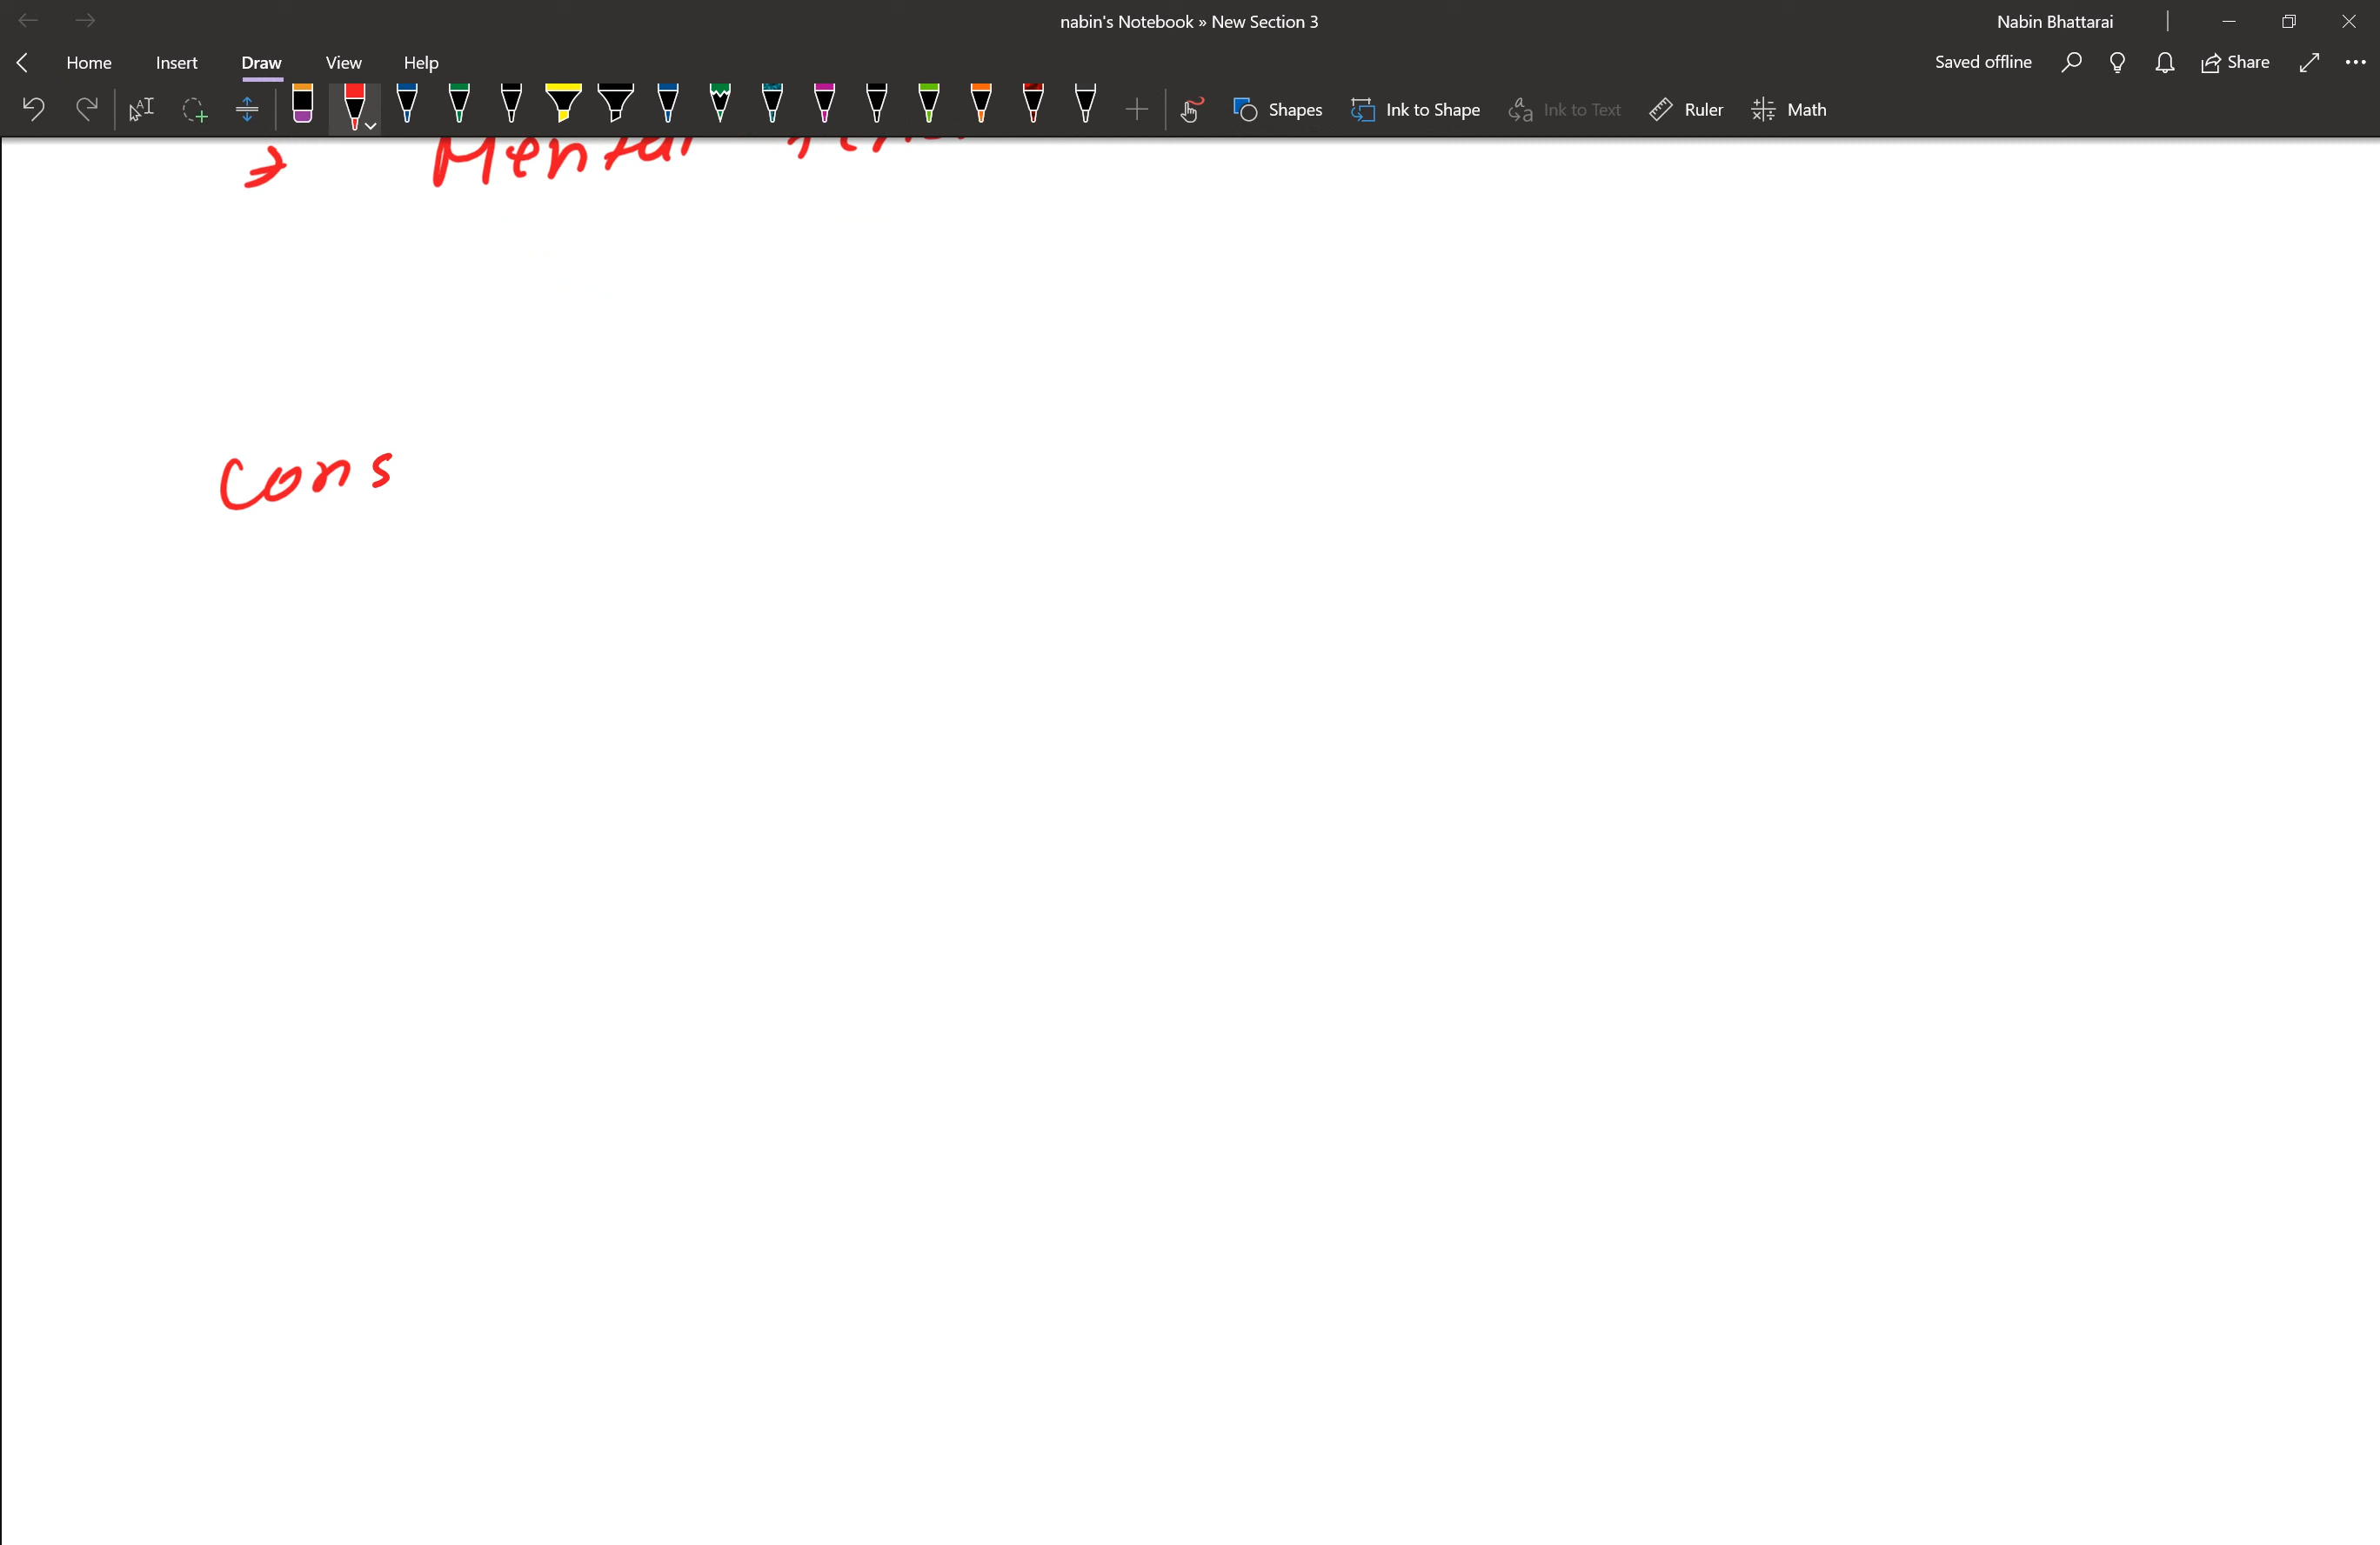 nabin's Notebook » New Section 3
Nabin Bhattarai
Home Insert Draw View Help
Saved offline
Share
Shapes Ink to Shape Ink to Text Ruler Math
→ Mental
Cons